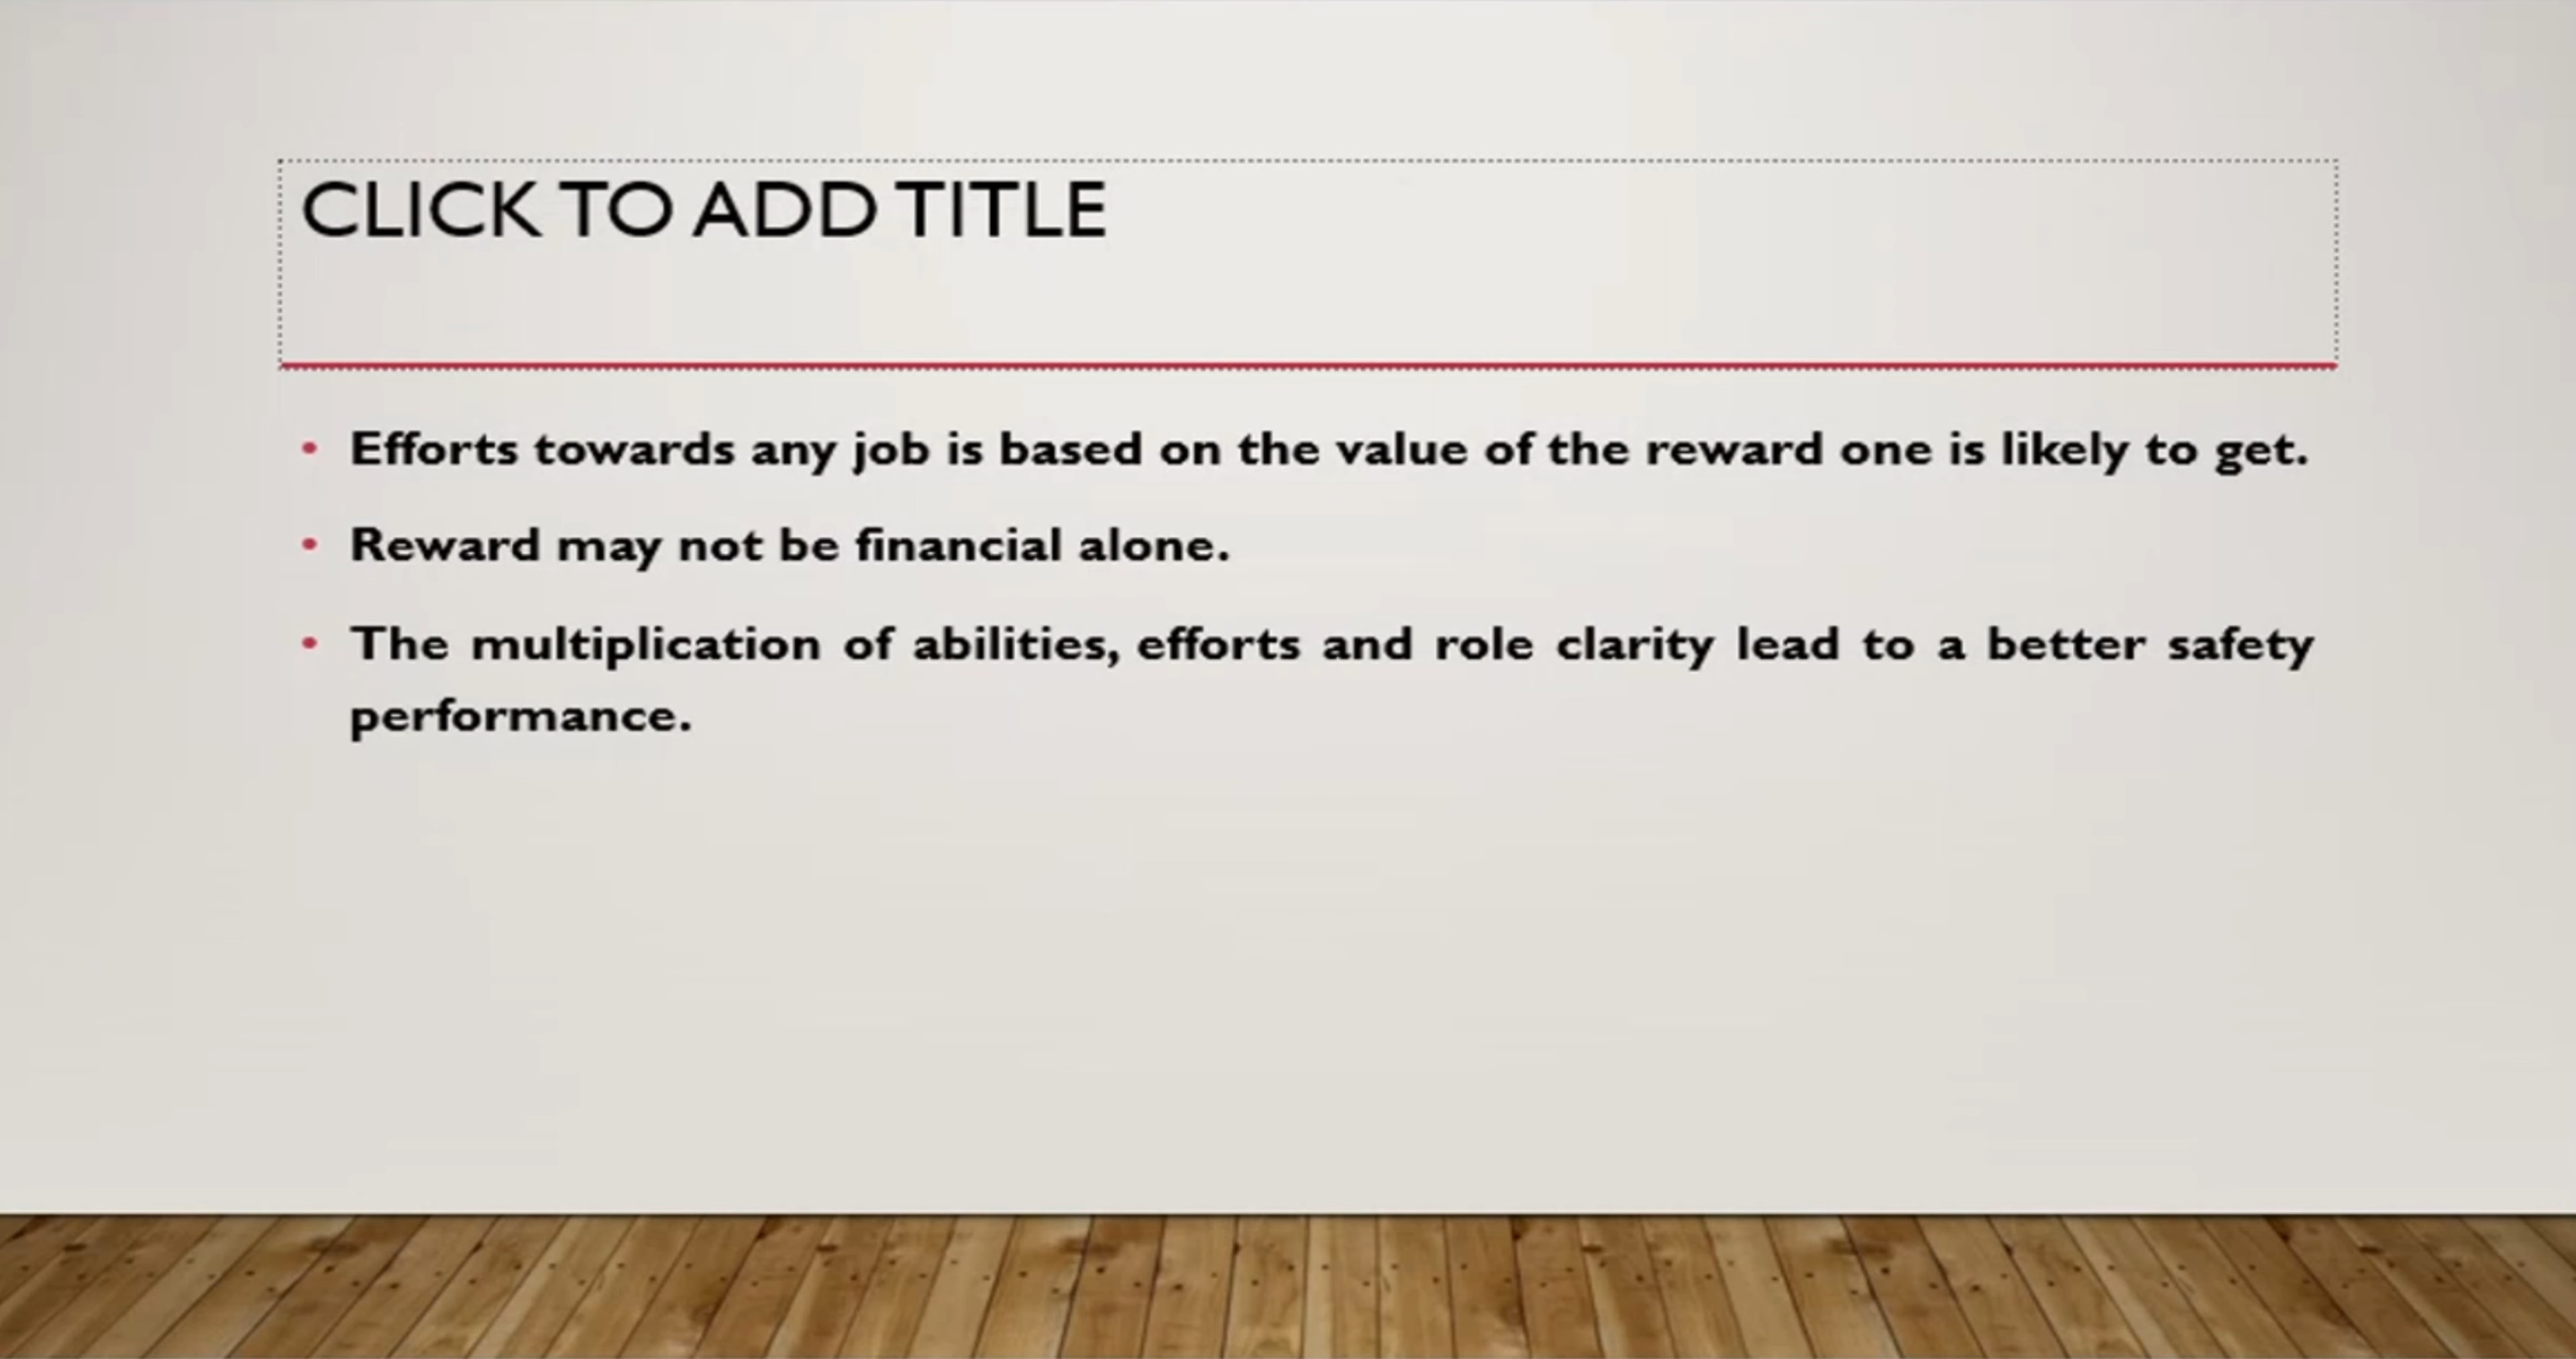 CLICK TO ADD TITLE
• Efforts towards any job is based on the value of the reward one is likely to get.
• Reward may not be financial alone.
• The multiplication of abilities, efforts and role clarity lead to a better safety
performance.